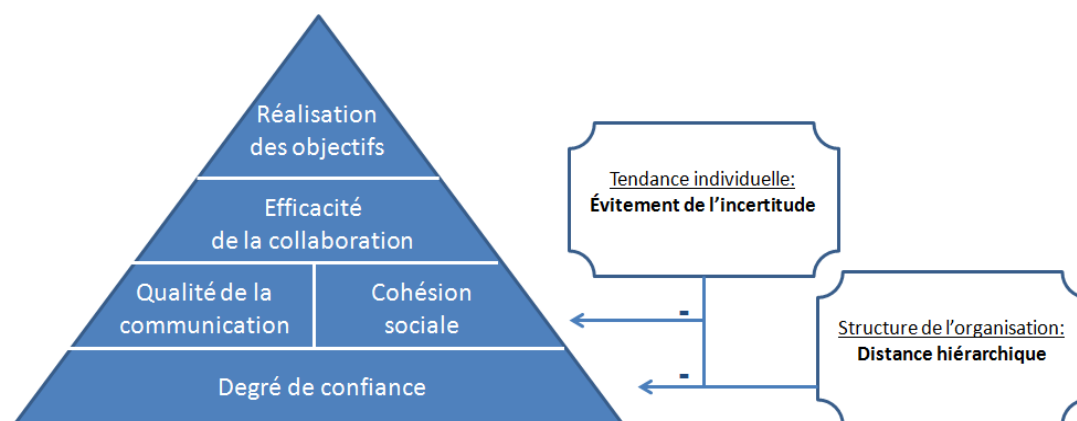 Réalisation
des objectifs
Efficacité
de la collaboration
Qualité de la
communication
Cohésion
sociale
Degré de confiance
Tendance individuelle:
Évitement de l’incertitude
-
-
Structure de l’organisation:
Distance hiérarchique